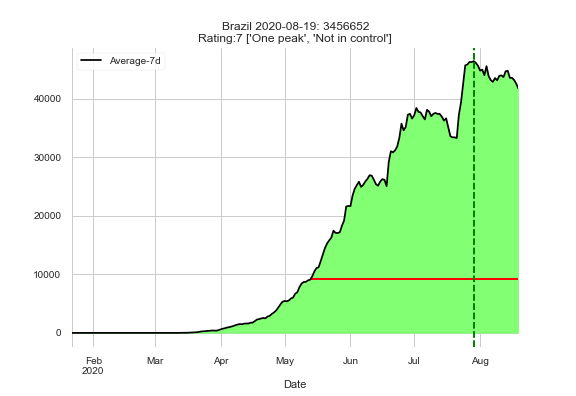 Brazil 2020-08-19: 3456652
Rating:7 ['One peak', 'Not in control']
Average-7d
40000
30000
20000
10000
0
Feb
2020
Mar
Apr
May
Jun
Jul
Aug
Date